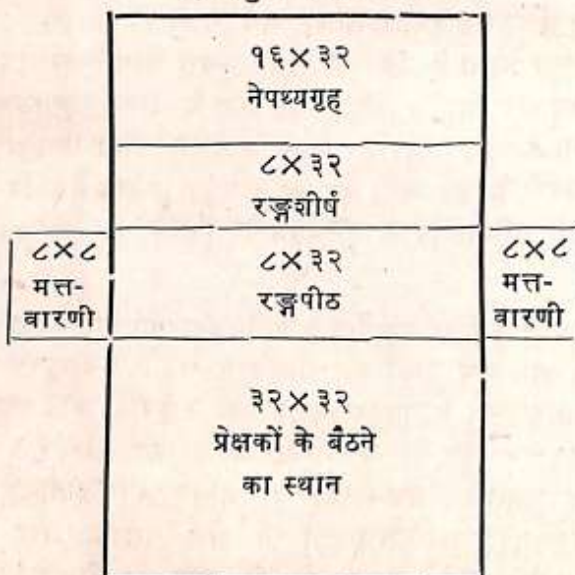 १६×३२
नेपथ्यगृह
८×३२
रङ्गशीर्ष
८×८
मत्त-
वारणी
८×३२
रङ्गपीठ
८×८
मत्त-
वारणी
३२×३२
प्रेक्षकों के बैठने
का स्थान